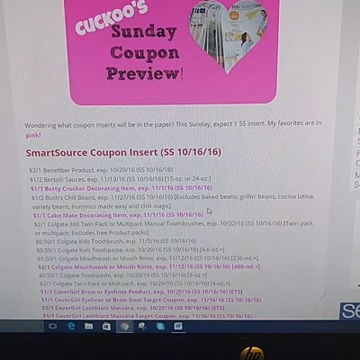 CUCKOO'S
Sunday
Coupon
Preview!
Wondering what coupon inserts will be in the paper? This Sunday, expect 1 SS insert. My favorites are in
pink!
SmartSource Coupon Insert (SS 10/16/16)
$2/1 Benefiber Product, exp. 10/29/16 (SS 10/16/16)
$1/2 Bertolli Sauces, exp. 11/13/16 (SS 10/16/16) [15-oz. or 24-oz.]
$1/1 Betty Crocker Decorating Item, exp. 11/1/16 (SS 10/16/16)
$1/2 Bush's Chili Beans, exp. 11/27/16 (SS 10/16/16) [Excludes baked beans, grillin' beans, cocina latina,
variety beans, hummus made easy and chili magic]
$1/1 Cake Mate Decorating Item, exp. 11/1/16 (SS 10/16/16)
$2/1 Colgate 360 Twin Pack or Multipack Manual Toothbrushes, exp. 10/22/16 (SS 10/16/16) [Twin pack
or multipack; Excludes free Product packs]
$0.50/1 Colgate Kids Toothbrush, exp. 11/5/16 (SS 10/16/16)
$0.50/1 Colgate Kids Toothpaste, exp. 10/29/16 (SS 10/16/16) [4.6-oz.+]
$0.50/1 Colgate Mouthwash or Mouth Rinse, exp. 11/12/16 (SS 10/16/16) [236-ml.+]
$2/1 Colgate Mouthwash or Mouth Rinse, exp. 11/12/16 (SS 10/16/16) [400-ml.+]
$0.50/1 Colgate Toothpaste, exp. 10/29/16 (SS 10/16/16) [3-oz.+]
$2/1 Colgate Twin Pack or Multipack, exp. 10/29/16 (SS 10/16/16) [4-oz.+]
$1/1 CoverGirl Brow or Eyeliner Product, exp. 10/29/16 (SS 10/16/16) [ETS]
$1/1 CoverGirl Eyeliner or Brow Item Target Coupon, exp. 11/16/16 (SS 10/16/16)
$2/1 CoverGirl Lashblast Mascara, exp. 10/29/16 (SS 10/16/16) [ETS]
$1/1 CoverGirl Lashblast Mascara Target Coupon, exp. 11/16/16 (SS 10/16/16)
hp